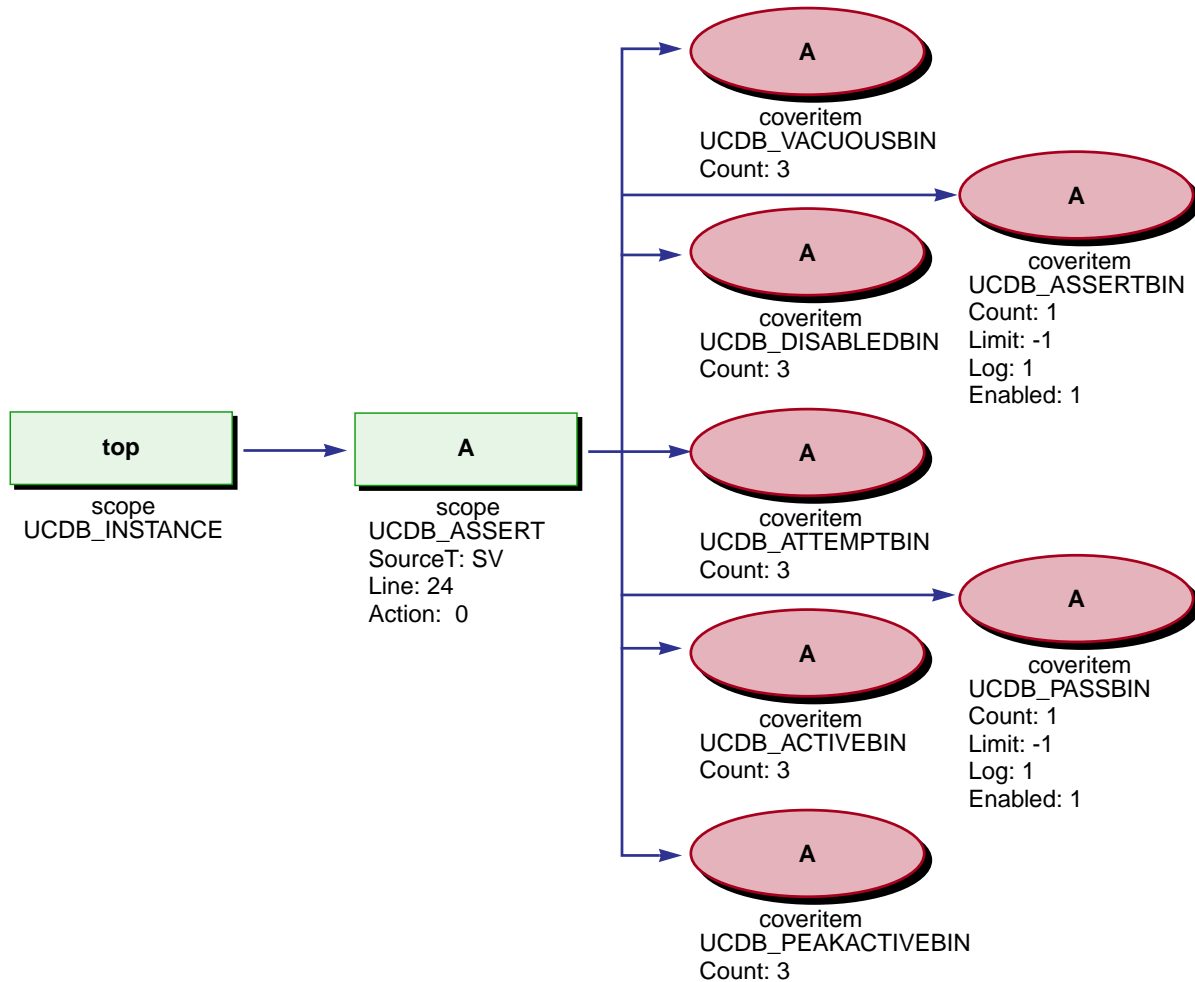 top
scope
UCDB_INSTANCE
A
scope
UCDB_ASSERT
SourceT: SV
Line: 24
Action: 0
A
coveritem
UCDB_VACUOUSBIN
Count: 3
A
coveritem
UCDB_ASSERTBIN
Count: 1
Limit: -1
Log: 1
Enabled: 1
A
coveritem
UCDB_DISABLEDBIN
Count: 3
A
coveritem
UCDB_ATTEMPTBIN
Count: 3
A
coveritem
UCDB_PASSBIN
Count: 1
Limit: -1
Log: 1
Enabled: 1
A
coveritem
UCDB_ACTIVEBIN
Count: 3
A
coveritem
UCDB_PEAKACTIVEBIN
Count: 3